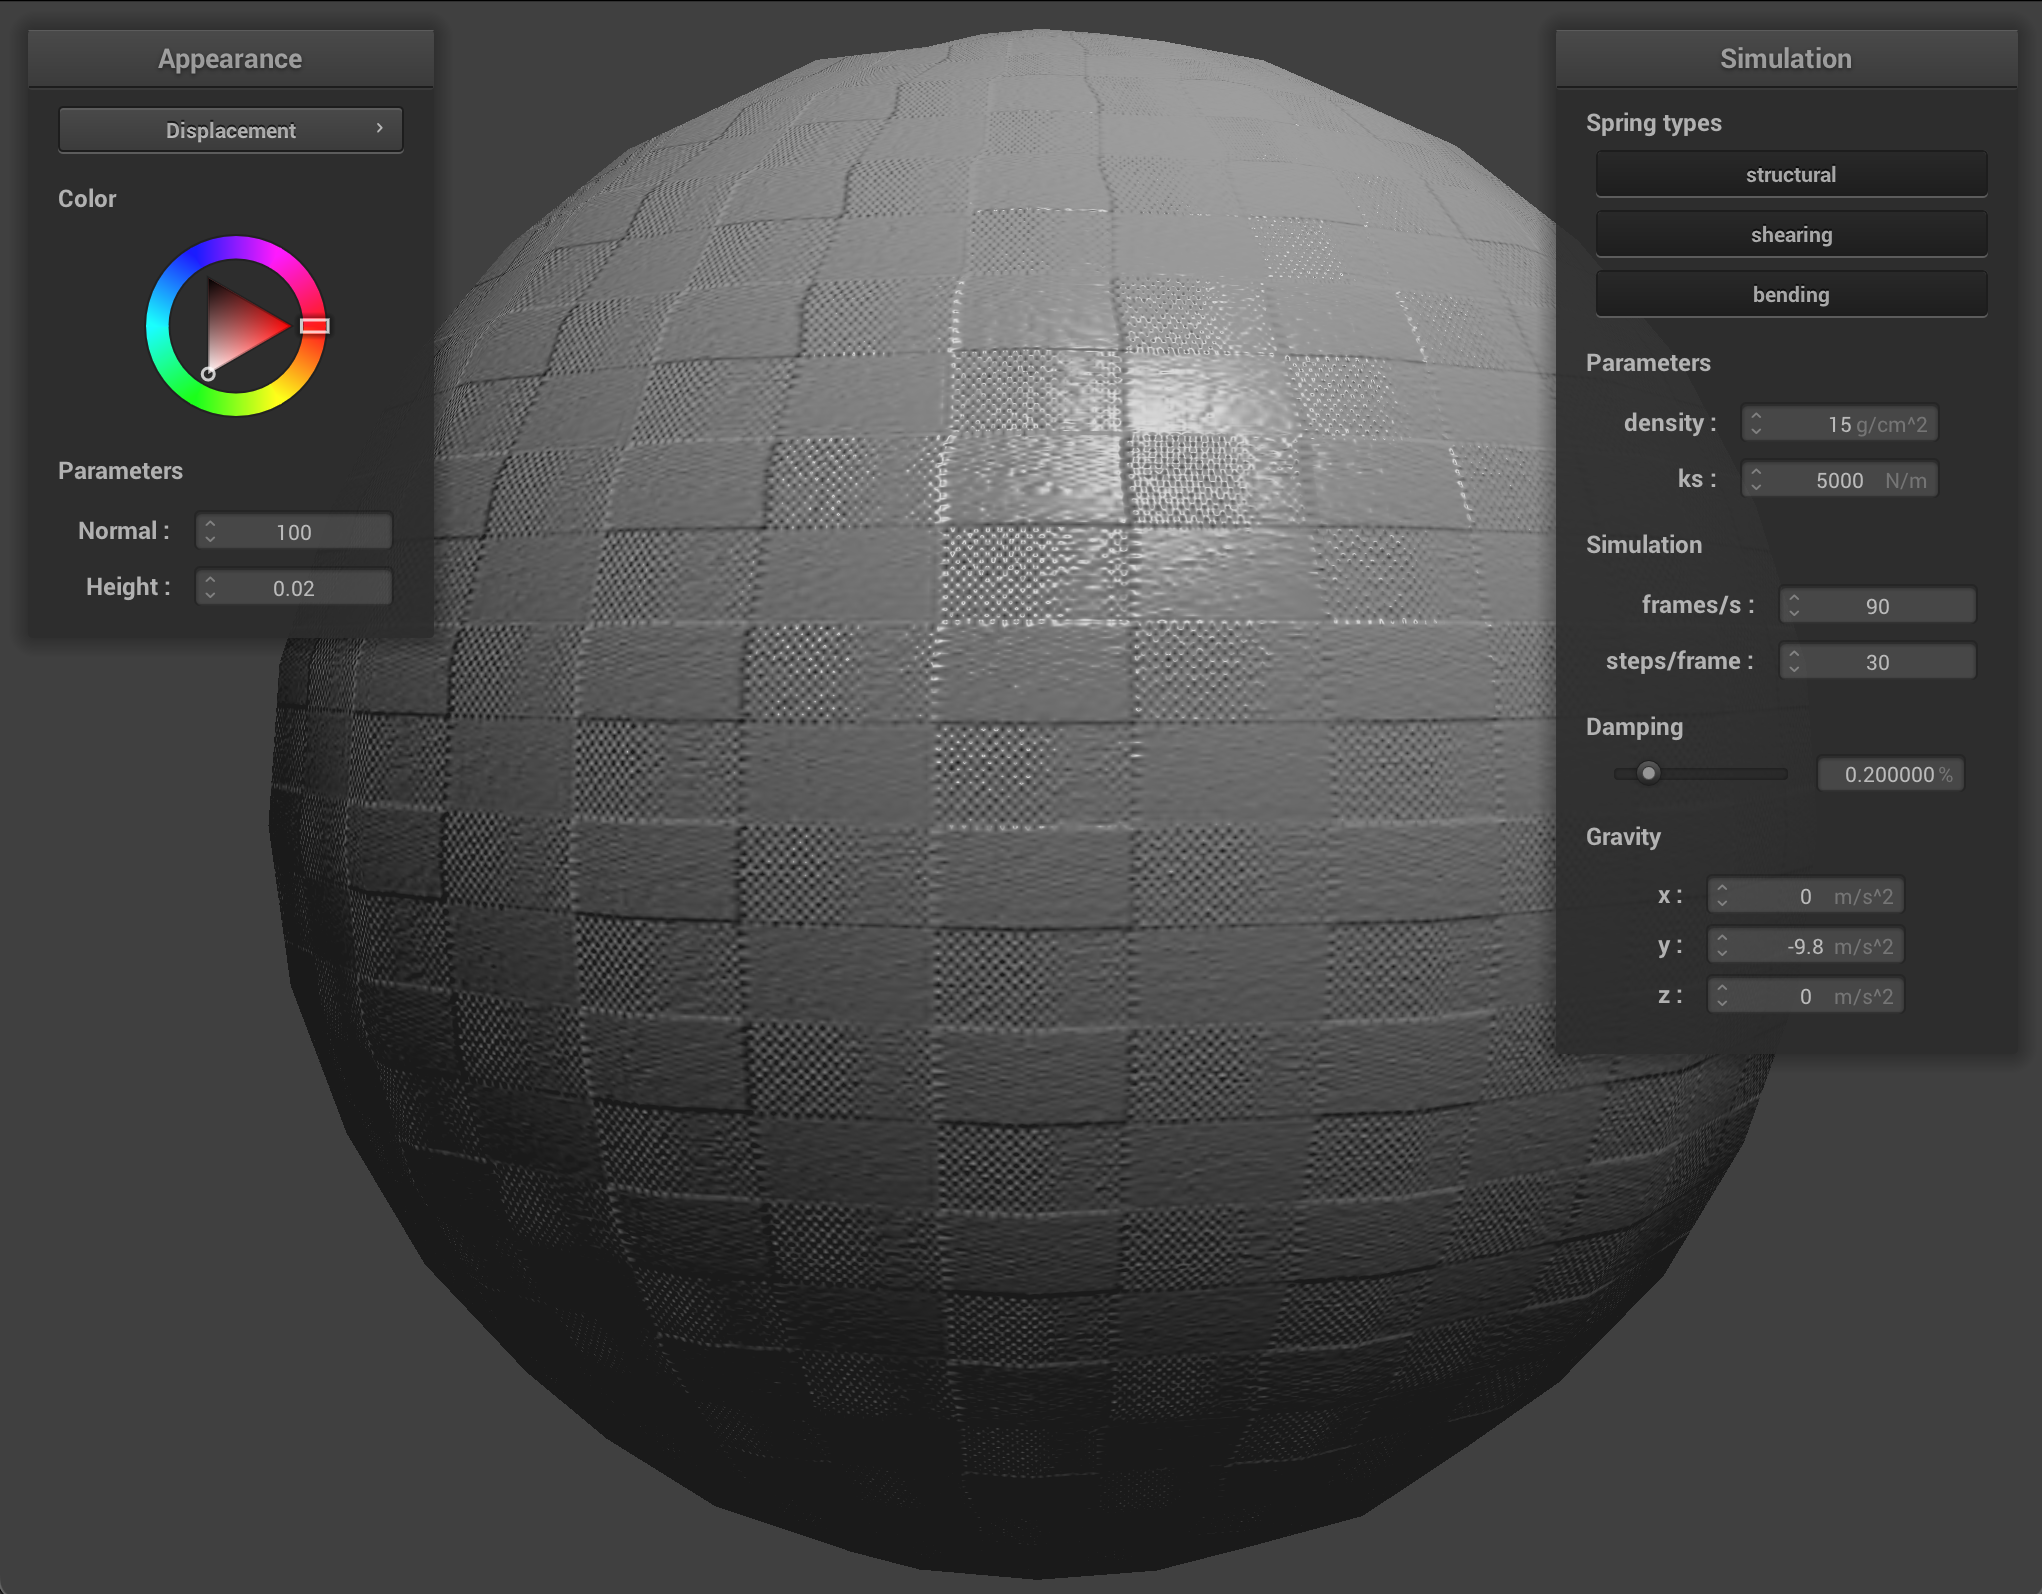 Appearance
Displacement
Color
Parameters
Normal : 100
Height : 0.02
Simulation
Spring types
structural
shearing
bending
Parameters
density : 15 g/cm^2
ks : 5000 N/m
Simulation
frames/s : 90
steps/frame : 30
Damping
0.200000 %
Gravity
x : 0 m/s^2
y : -9.8 m/s^2
z : 0 m/s^2